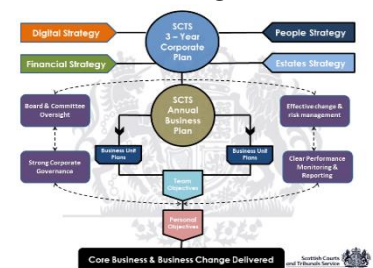 Digital Strategy
SCTS
3 – Year
Corporate
Plan
People Strategy
Financial Strategy
Estates Strategy
Board & Committee
Oversight
SCTS
Annual
Business
Plan
Effective change &
risk management
Business Unit
Plans
Business Unit
Plans
Strong Corporate
Governance
Team
Objectives
Clear Performance
Monitoring &
Reporting
Personal
Objectives
Core Business & Business Change Delivered
Scottish Courts
and Tribunals Service